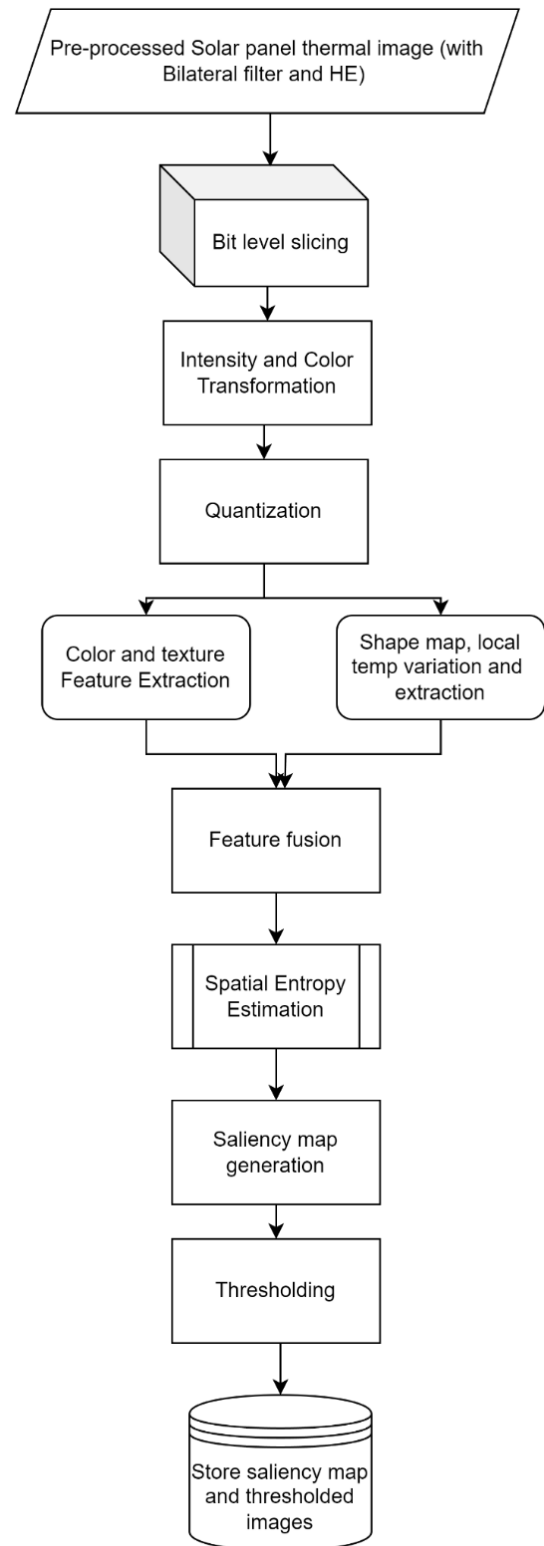 Pre-processed Solar panel thermal image (with
Bilateral filter and HE)
Bit level slicing
Intensity and Color
Transformation
Quantization
Color and texture
Feature Extraction
Shape map, local
temp variation and
extraction
Feature fusion
Spatial Entropy
Estimation
Saliency map
generation
Thresholding
Store saliency map
and thresholded
images